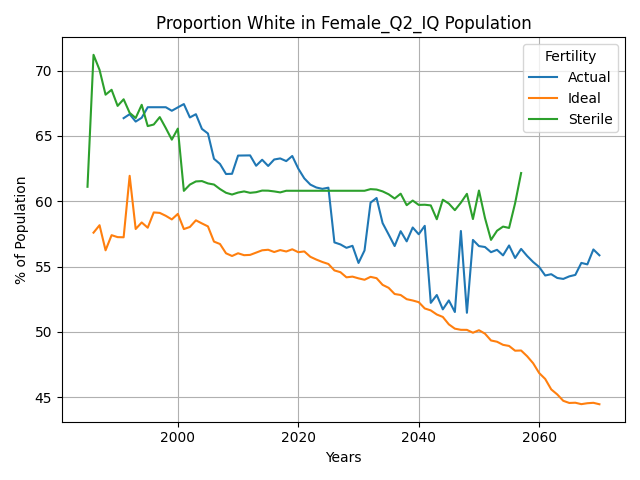 Proportion White in Female_Q2_IQ Population
Fertility
Actual
Ideal
Sterile
% of Population
70
65
60
55
50
45
2000
2020
2040
2060
Years